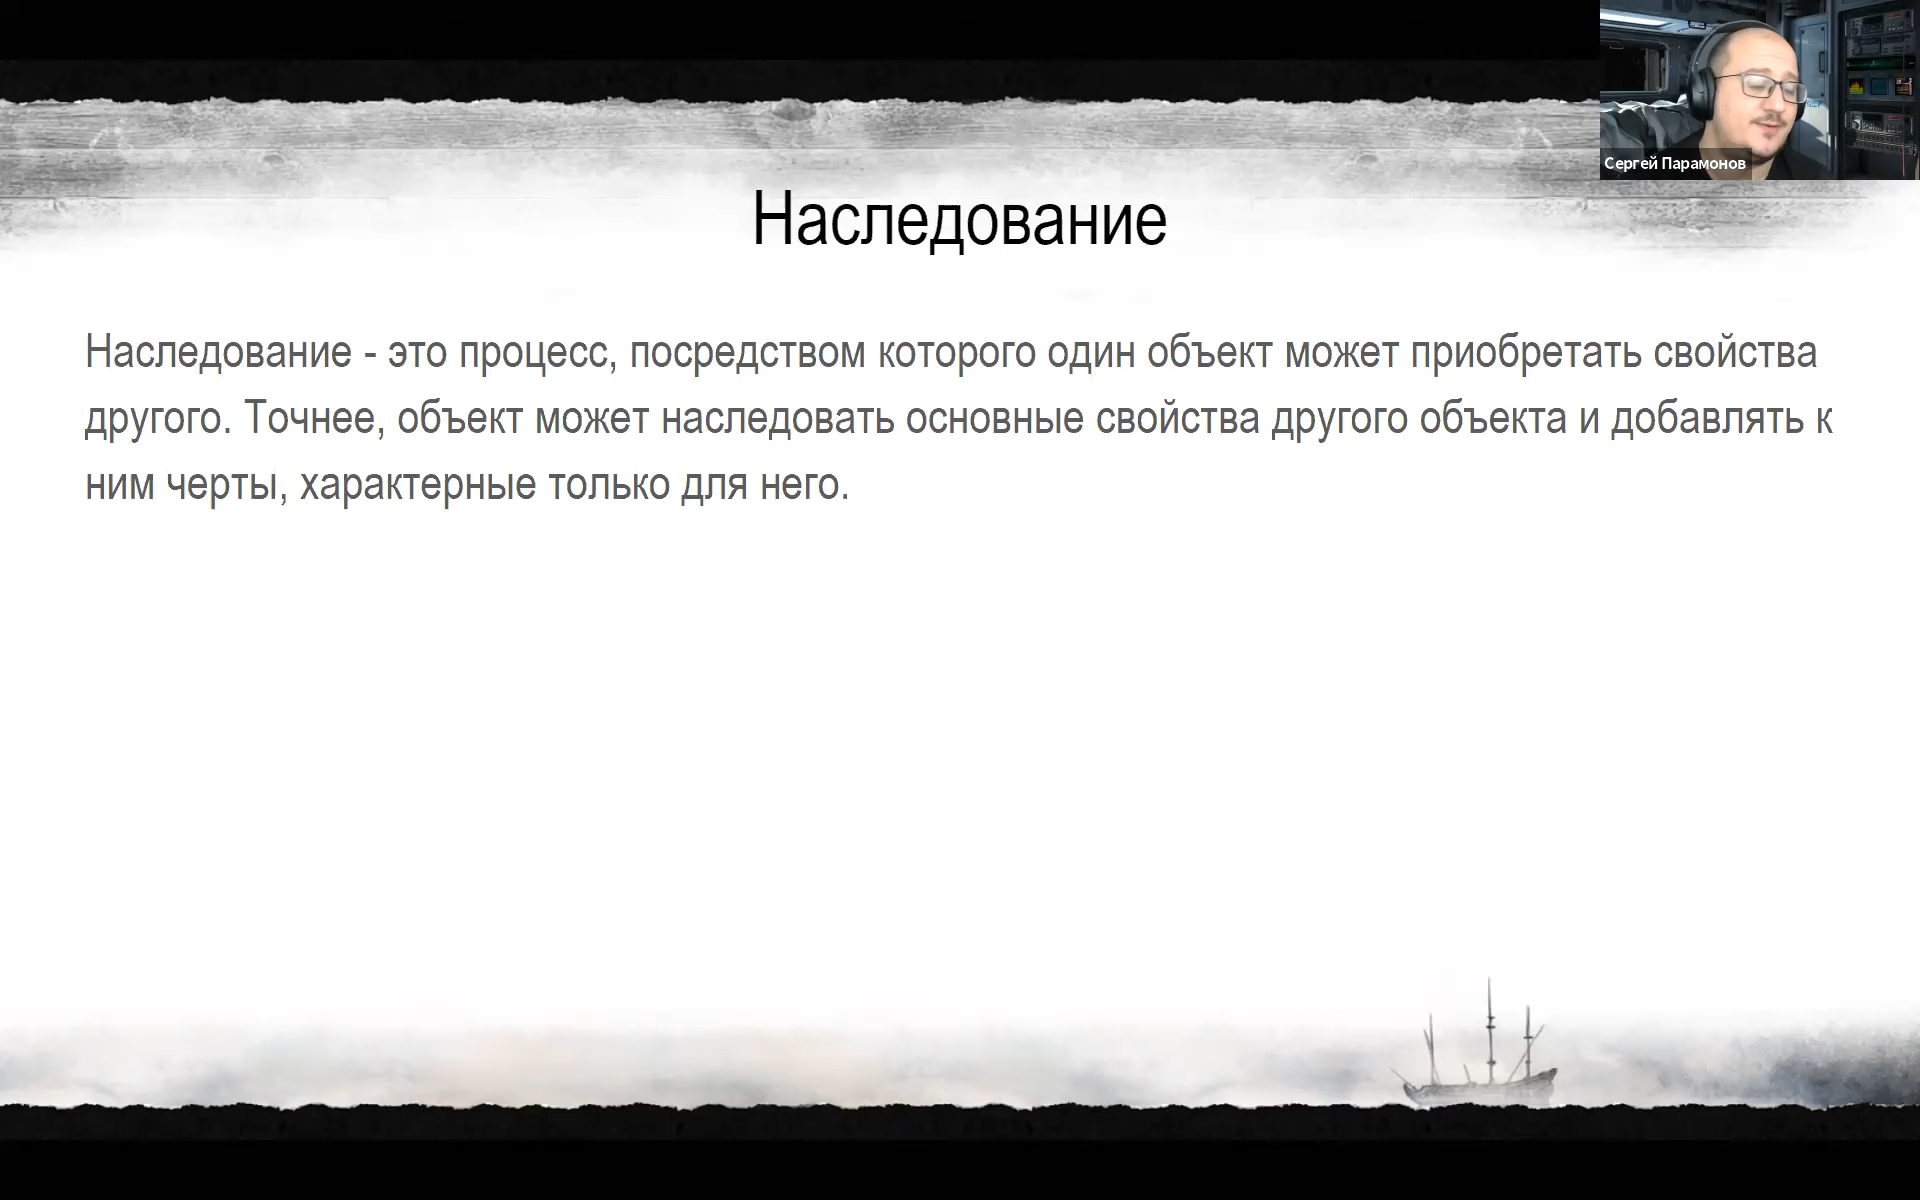 Сергей Парамонов
Наследование
Наследование - это процесс, посредством которого один объект может приобретать свойства
другого. Точнее, объект может наследовать основные свойства другого объекта и добавлять к
ним черты, характерные только для него.